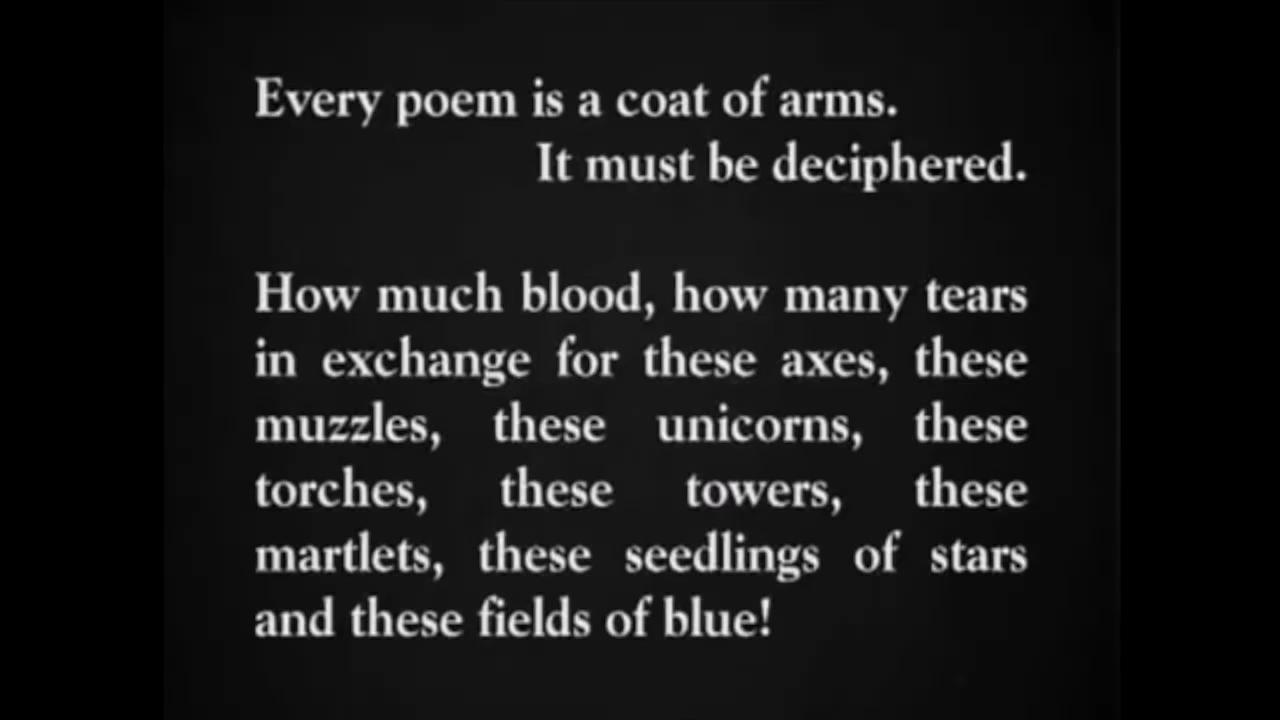 Every poem is a coat of arms.
It must be deciphered.
How much blood, how many tears
in exchange for these axes, these
muzzles, these unicorns, these
torches, these towers, these
martlets, these seedlings of stars
and these fields of blue!